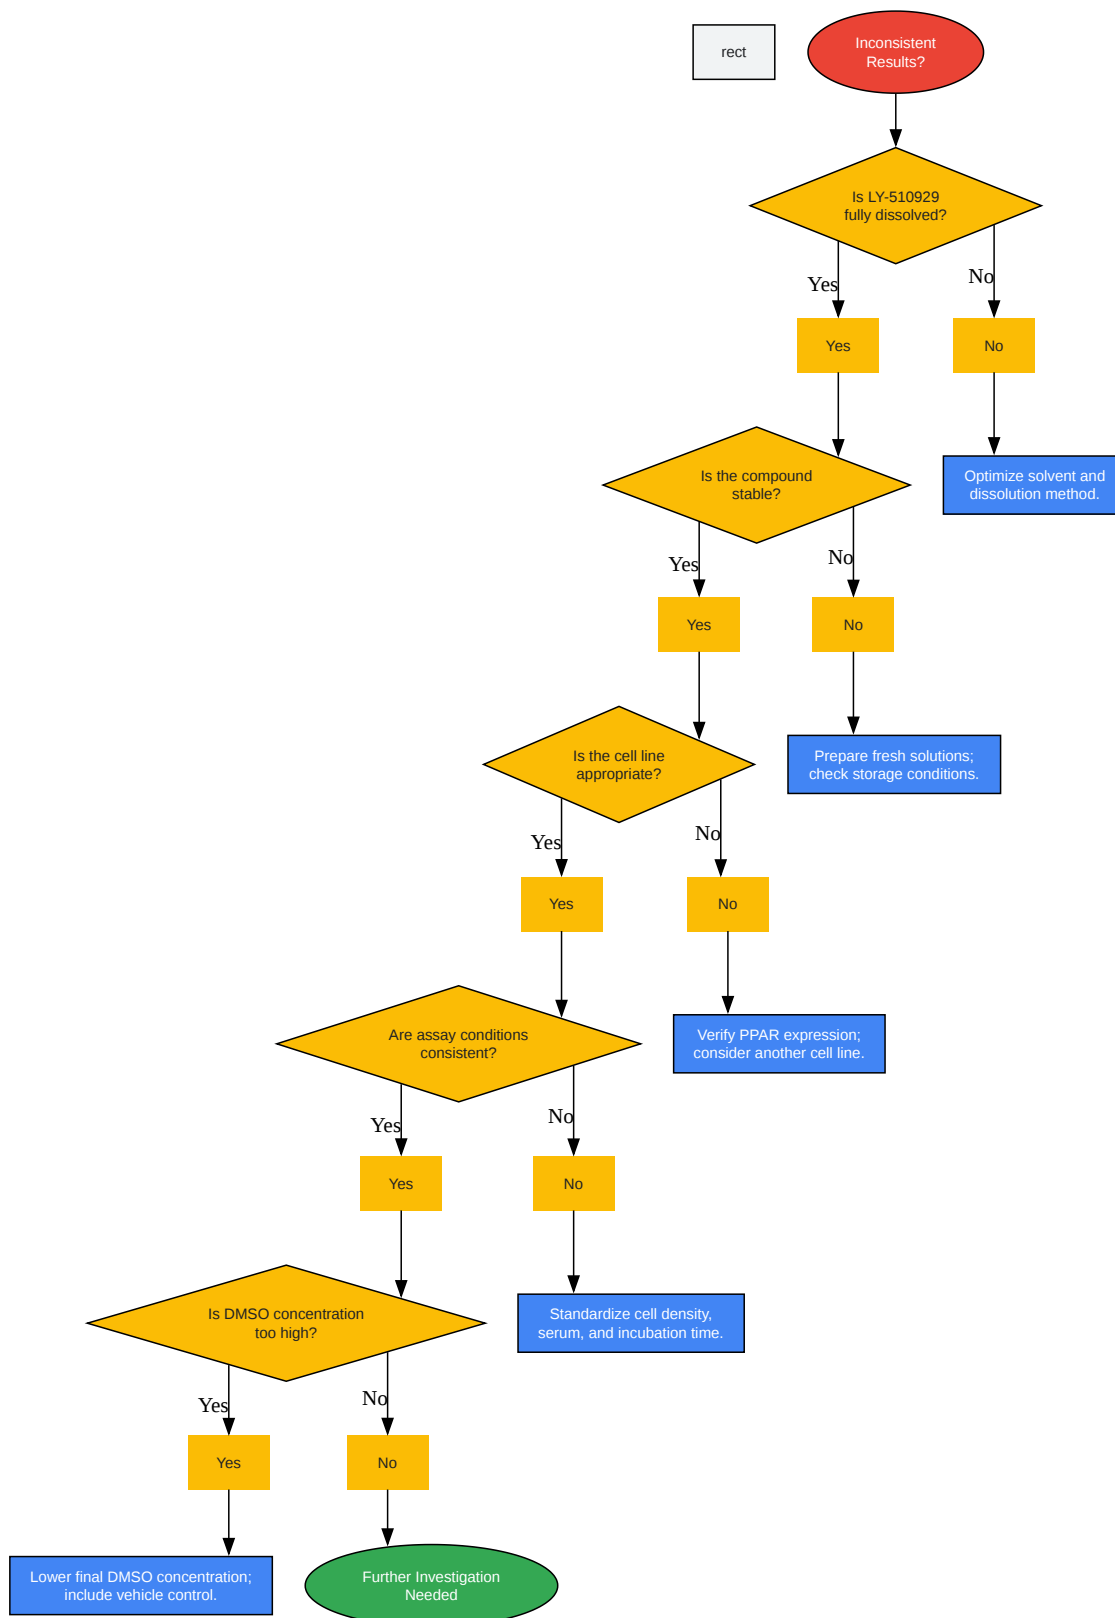 rect
Inconsistent
Results?
Is LY-510929
fully dissolved?
Yes
No
Yes
No
Is the compound
stable?
Optimize solvent and
dissolution method.
Yes
No
Yes
No
Is the cell line
appropriate?
Prepare fresh solutions;
check storage conditions.
Yes
No
Yes
No
Are assay conditions
consistent?
Verify PPAR expression;
consider another cell line.
Yes
No
Yes
No
Is DMSO concentration
too high?
Standardize cell density,
serum, and incubation time.
Yes
No
Yes
No
Lower final DMSO concentration;
include vehicle control.
Further Investigation
Needed